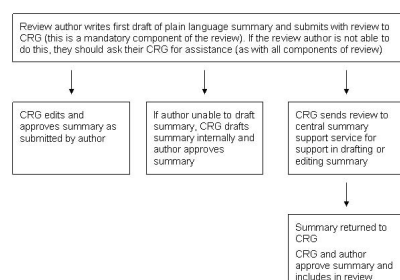 Review author writes first draft of plain language summary and submits with review to
CRG (this is a mandatory component of the review). If the review author is not able to
do this, they should ask their CRG for assistance (as with all components of review)
CRG edits and
approves summary as
submitted by author
If author unable to draft
summary, CRG drafts
summary internally and
author approves
summary
CRG sends review to
central summary
support service for
support in drafting or
editing summary
Summary returned to
CRG
CRG and author
approve summary and
includes in review